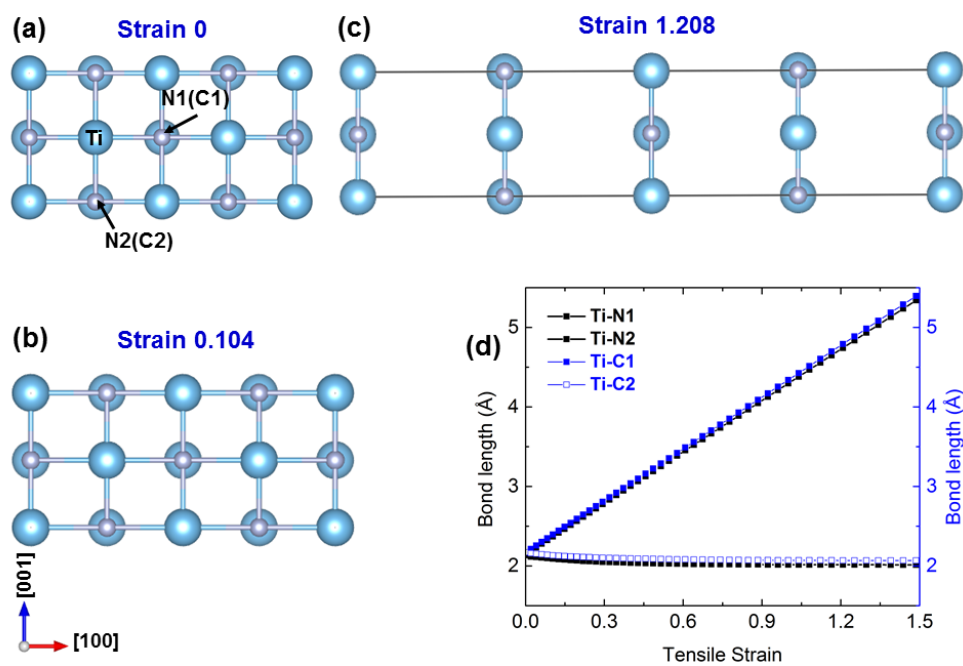 (a)
Strain 0
N1(C1)
Ti
N2(C2)
(b)
Strain 0.104
[001]
[100]
(c)
Strain 1.208
(d)
Ti-N1
Ti-N2
Ti-C1
Ti-C2
Bond length (Å)
5
4
3
2
Bond length (Å)
5
4
3
2
0.0 0.3 0.6 0.9 1.2 1.5
Tensile Strain